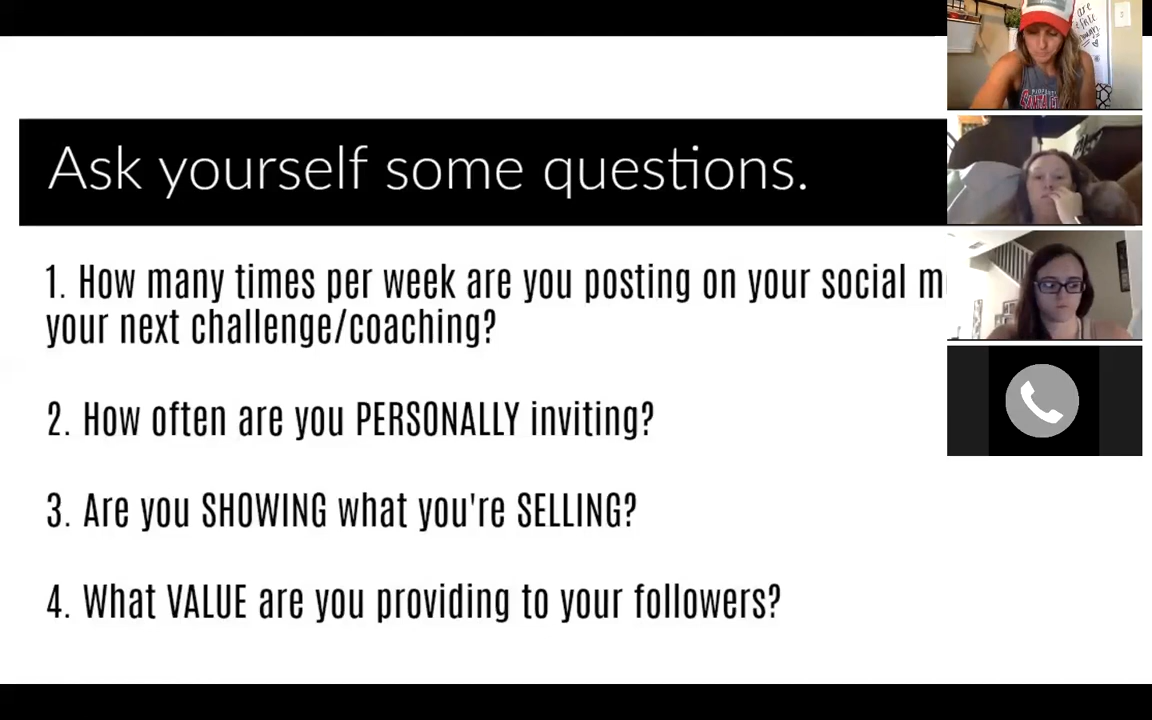 Ask yourself some questions.
1. How many times per week are you posting on your social
your next challenge/coaching?
2. How often are you PERSONALLY inviting?
3. Are you SHOWING what you're SELLING?
4. What VALUE are you providing to your followers?
are